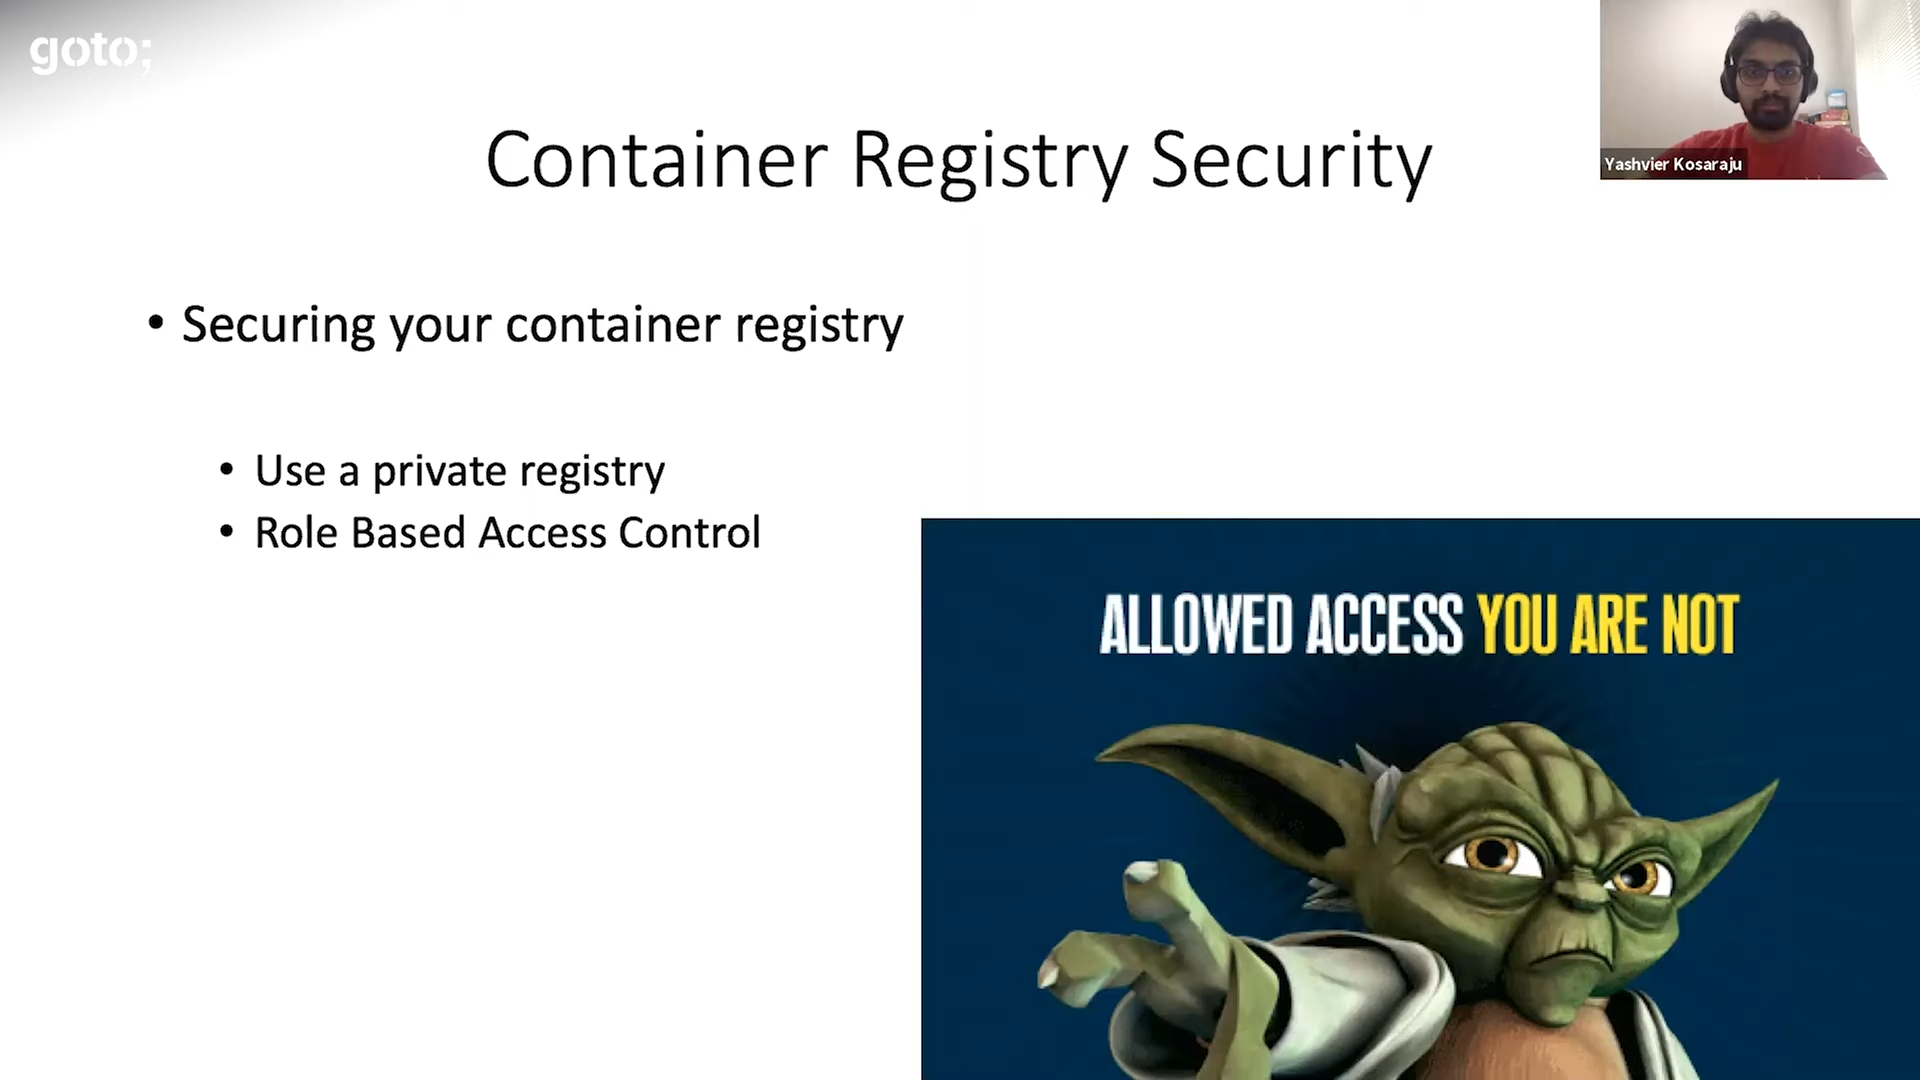 goto;
Yashvier Kosaraju
Container Registry Security
• Securing your container registry
• Use a private registry
• Role Based Access Control
ALLOWED ACCESS YOU ARE NOT